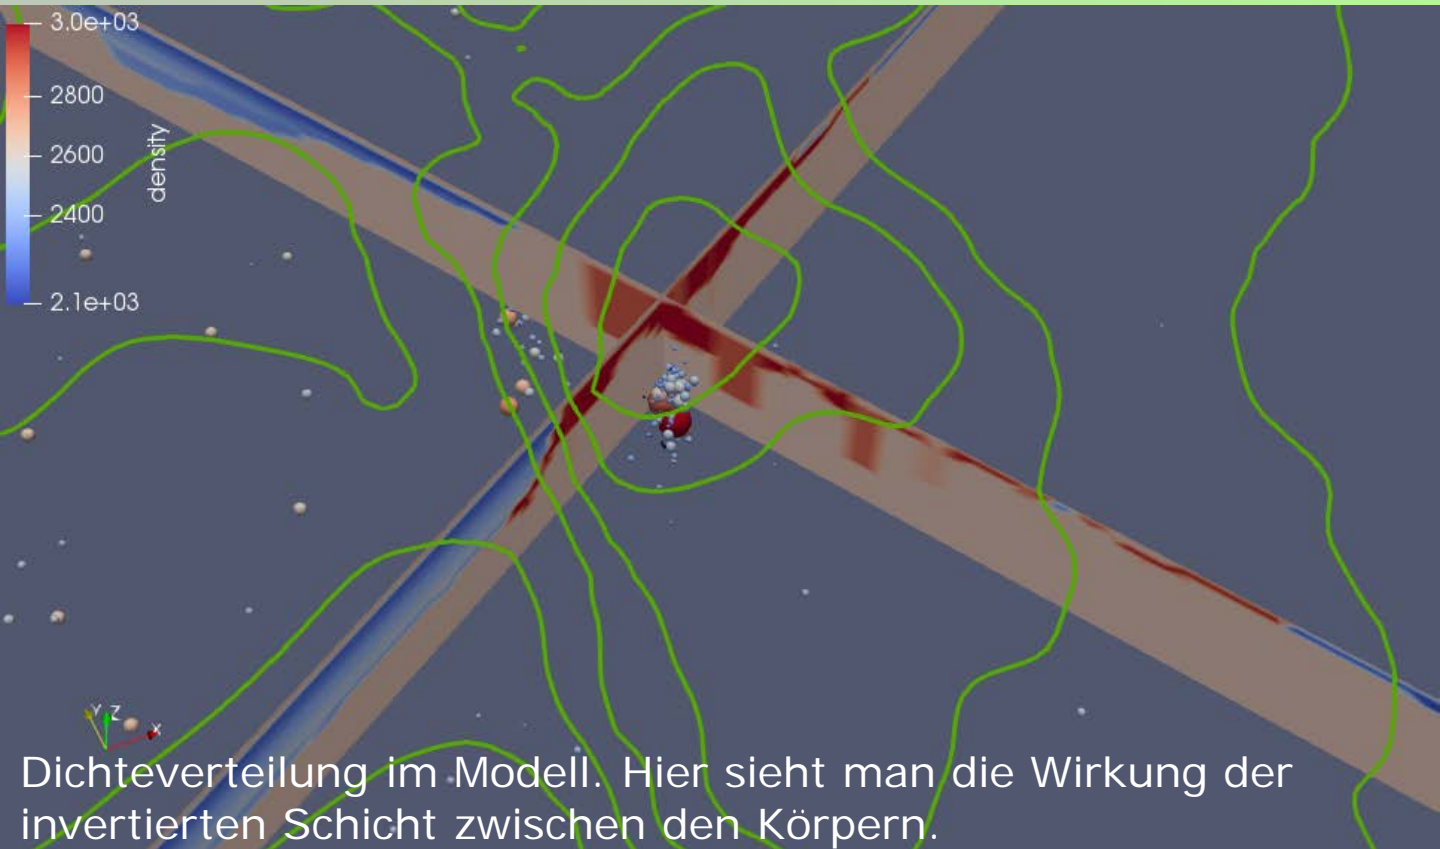 3.0e+03
2800
2600
2400
2.1e+03
density
Y Z X
Dichteverteilung im Modell. Hier sieht man die Wirkung der
invertierten Schicht zwischen den Körpern.